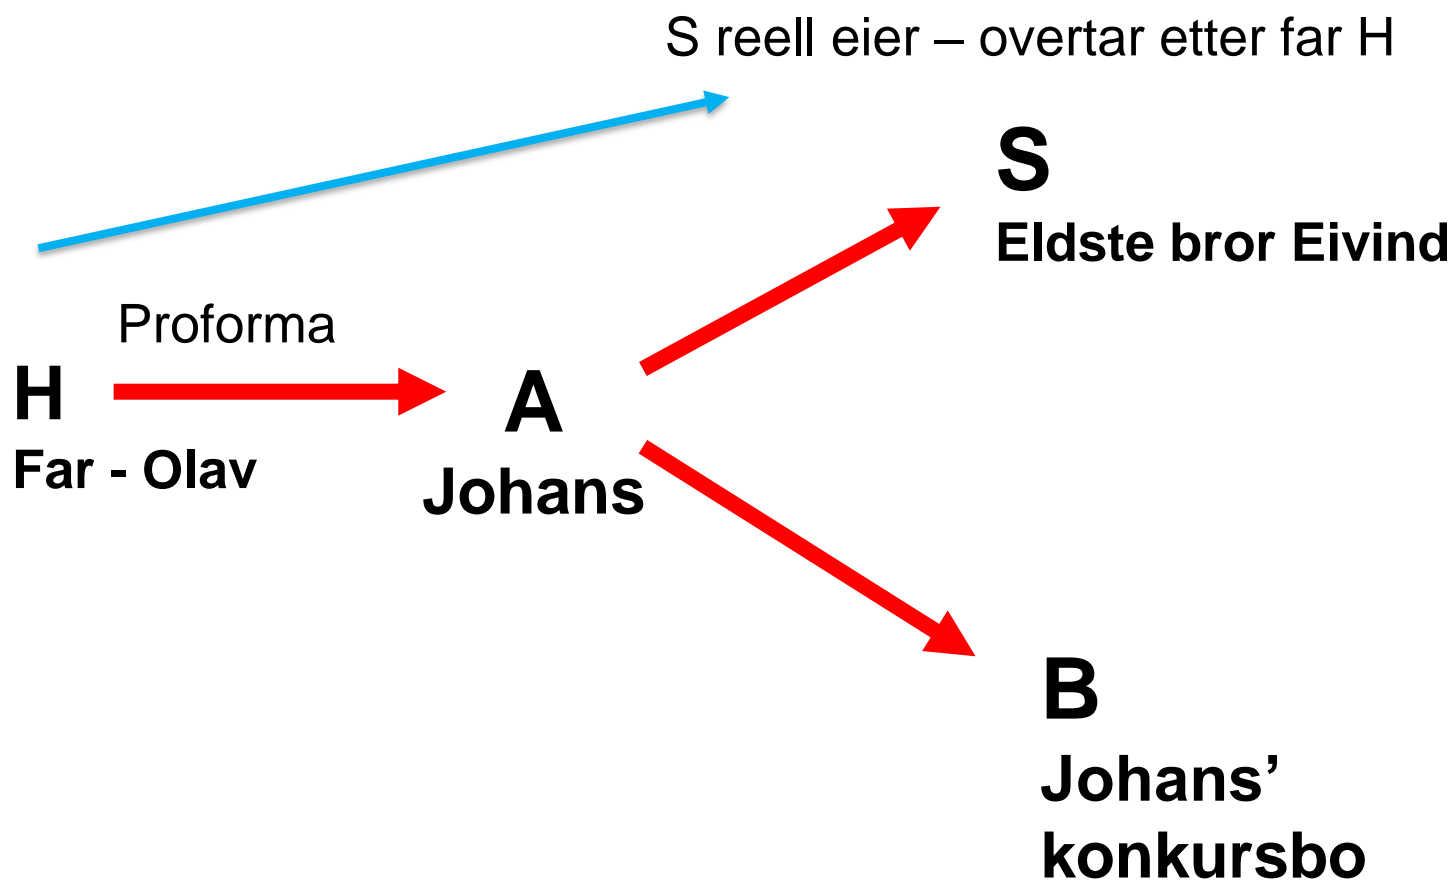 S reell eier – overtar etter far H
S
Eldste bror Eivind
Proforma
H
A
Far - Olav
Johans
B
Johans’
konkursbo